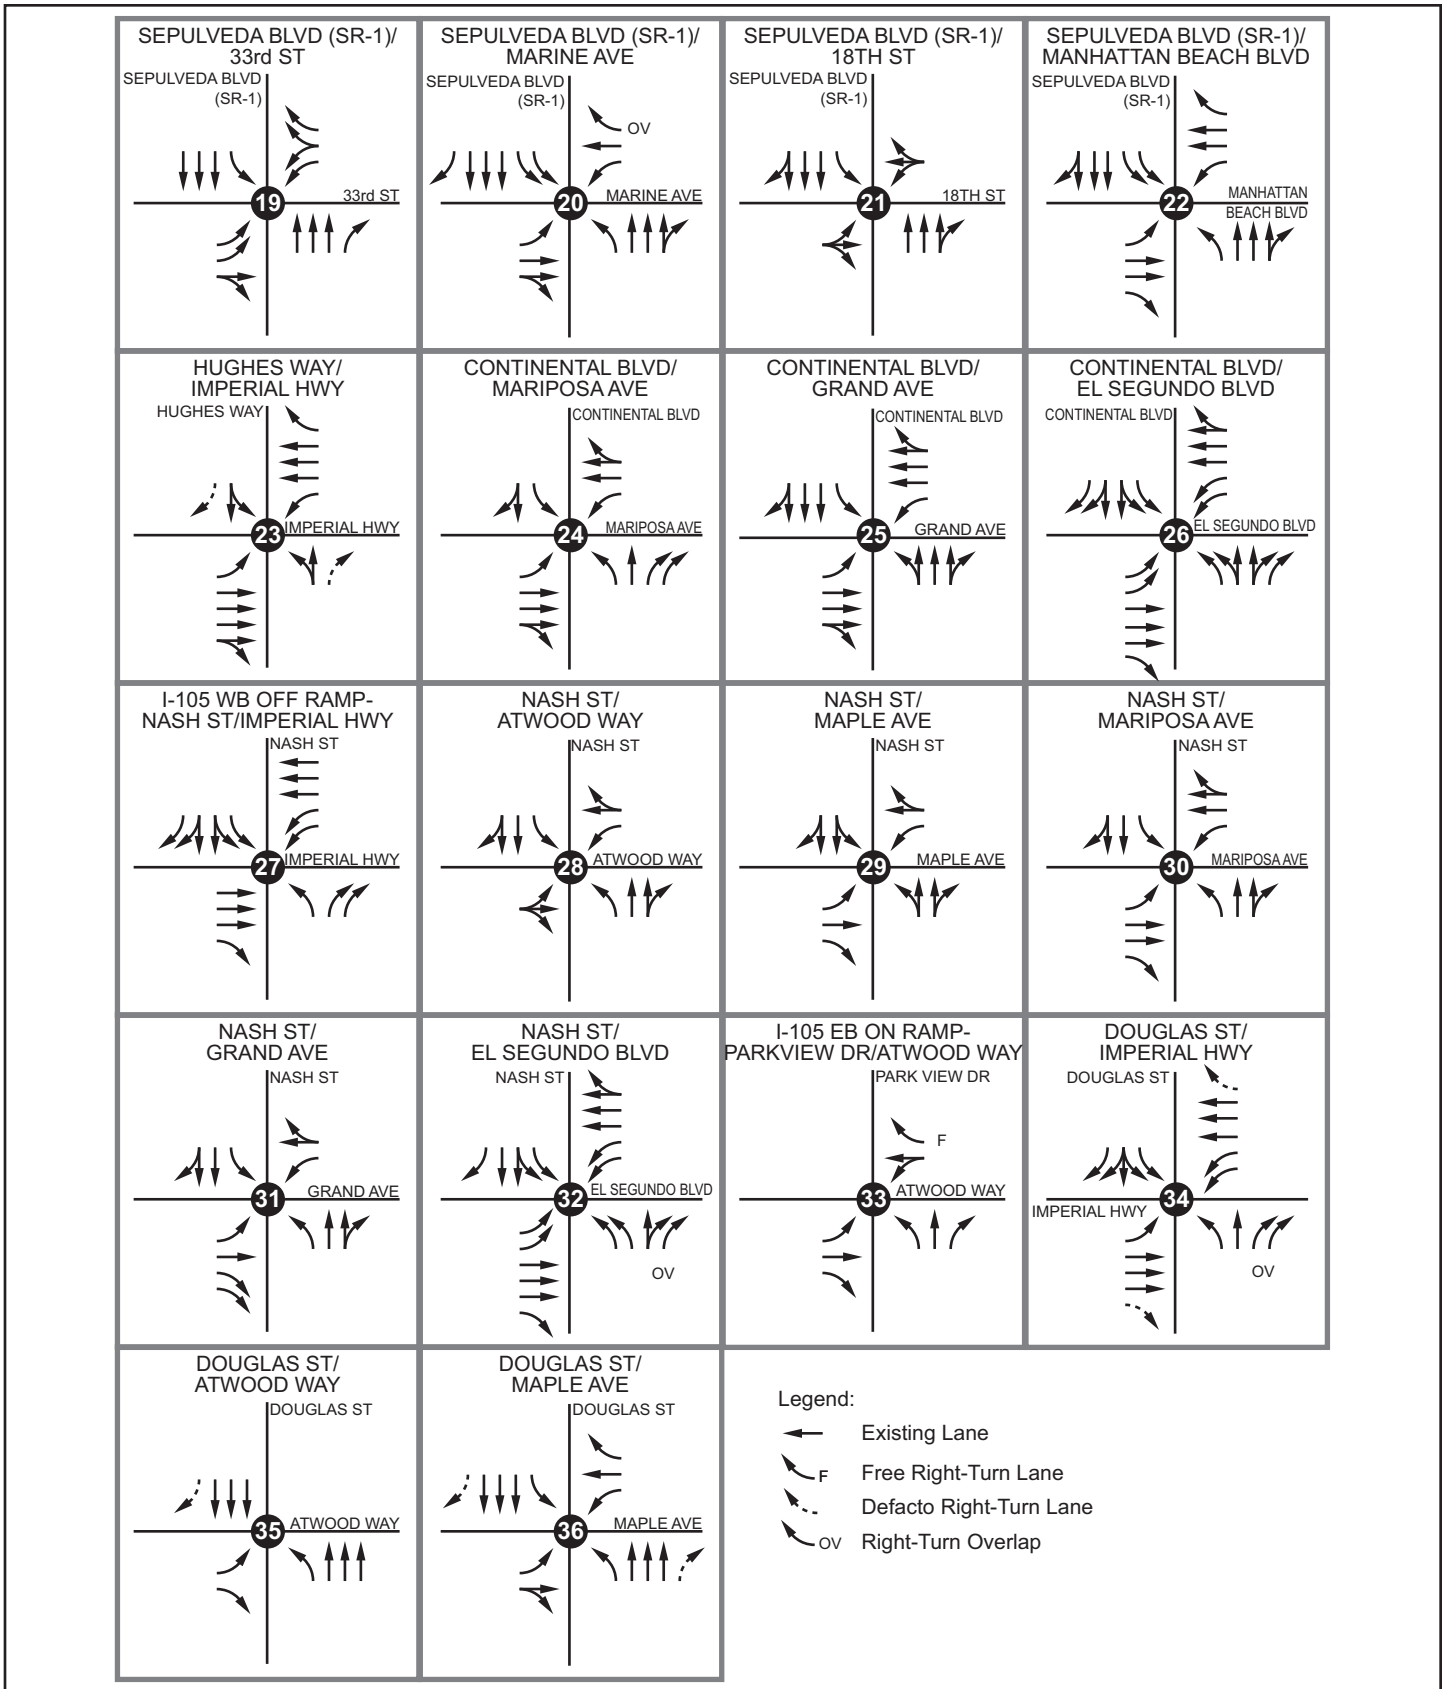 SEPULVEDA BLVD (SR-1)/
33rd ST
SEPULVEDA BLVD
(SR-1)
19
33rd ST
SEPULVEDA BLVD (SR-1)/
MARINE AVE
SEPULVEDA BLVD
(SR-1)
OV
20
MARINE AVE
SEPULVEDA BLVD (SR-1)/
18TH ST
SEPULVEDA BLVD
(SR-1)
21
18TH ST
SEPULVEDA BLVD (SR-1)/
MANHATTAN BEACH BLVD
SEPULVEDA BLVD
(SR-1)
22
MANHATTAN
BEACH BLVD
HUGHES WAY/
IMPERIAL HWY
HUGHES WAY
23
IMPERIAL HWY
CONTINENTAL BLVD/
MARIPOSA AVE
CONTINENTAL BLVD
24
MARIPOSA AVE
CONTINENTAL BLVD/
GRAND AVE
CONTINENTAL BLVD
25
GRAND AVE
CONTINENTAL BLVD/
EL SEGUNDO BLVD
CONTINENTAL BLVD
26
EL SEGUNDO BLVD
I-105 WB OFF RAMP-
NASH ST/IMPERIAL HWY
NASH ST
27
IMPERIAL HWY
NASH ST/
ATWOOD WAY
NASH ST
28
ATWOOD WAY
NASH ST/
MAPLE AVE
NASH ST
29
MAPLE AVE
NASH ST/
MARIPOSA AVE
NASH ST
30
MARIPOSA AVE
NASH ST/
GRAND AVE
NASH ST
31
GRAND AVE
NASH ST/
EL SEGUNDO BLVD
NASH ST
32
EL SEGUNDO BLVD
OV
I-105 EB ON RAMP-
PARKVIEW DR/ATWOOD WAY
PARK VIEW DR
F
33
ATWOOD WAY
DOUGLAS ST/
IMPERIAL HWY
DOUGLAS ST
34
IMPERIAL HWY
OV
DOUGLAS ST/
ATWOOD WAY
DOUGLAS ST
35
ATWOOD WAY
DOUGLAS ST/
MAPLE AVE
DOUGLAS ST
36
MAPLE AVE
Legend:
Existing Lane
F Free Right-Turn Lane
Defacto Right-Turn Lane
OV Right-Turn Overlap